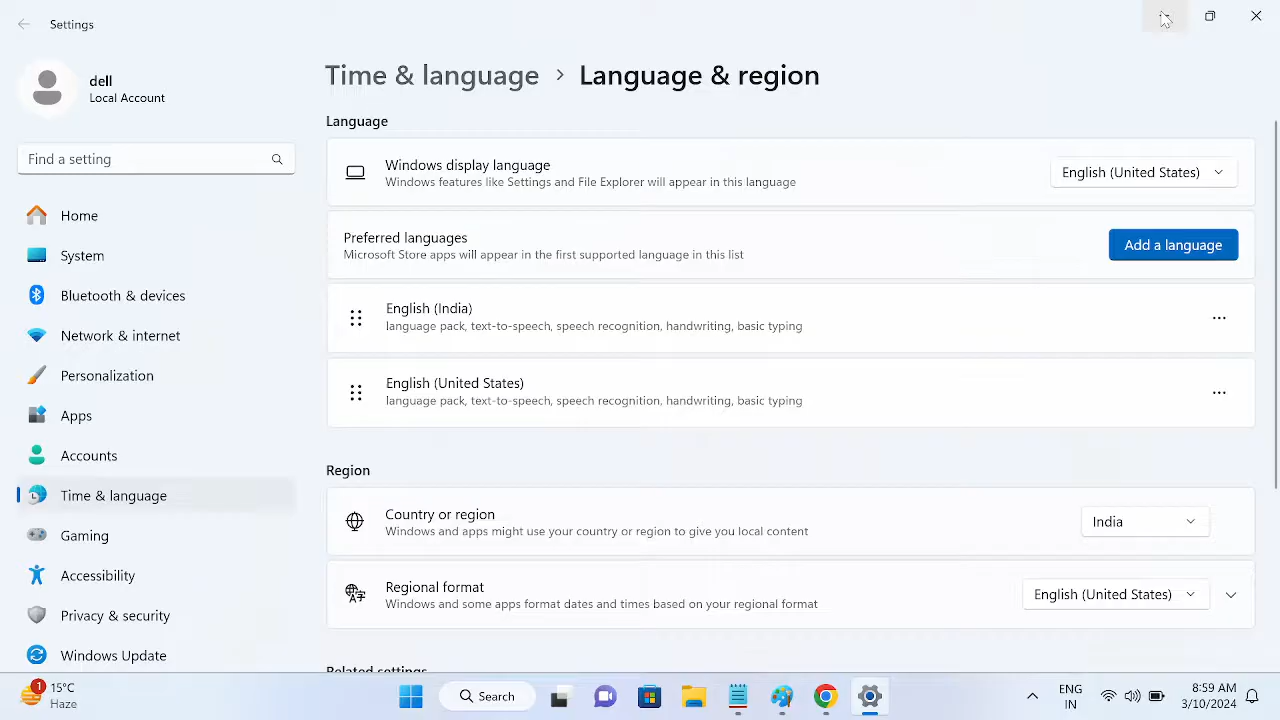 Settings
dell
Local Account
Find a setting
Home
System
Bluetooth & devices
Network & internet
Personalization
Apps
Accounts
Time & language
Gaming
Accessibility
Privacy & security
Windows Update
Time & language > Language & region
Language
Windows display language
Windows features like Settings and File Explorer will appear in this language
English (United States)
Preferred languages
Microsoft Store apps will appear in the first supported language in this list
Add a language
English (India)
language pack, text-to-speech, speech recognition, handwriting, basic typing
English (United States)
language pack, text-to-speech, speech recognition, handwriting, basic typing
Region
Country or region
Windows and apps might use your country or region to give you local content
India
Regional format
Windows and some apps format dates and times based on your regional format
English (United States)
Related settings
1
15°C
Haze
Search
ENG
IN
8:59 AM
3/10/2024